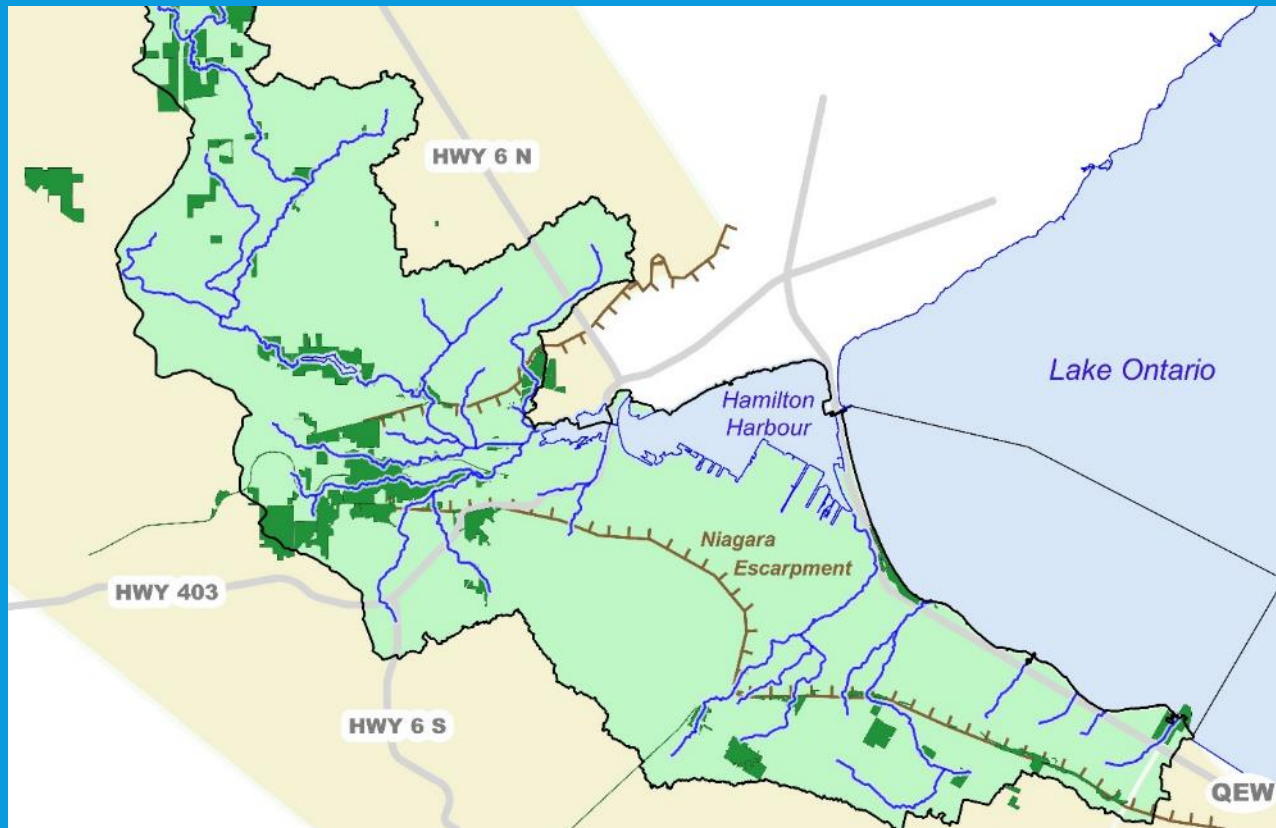 HWY 6 N
Lake Ontario
Hamilton
Harbour
Niagara
Escarpment
HWY 403
HWY 6 S
QEW